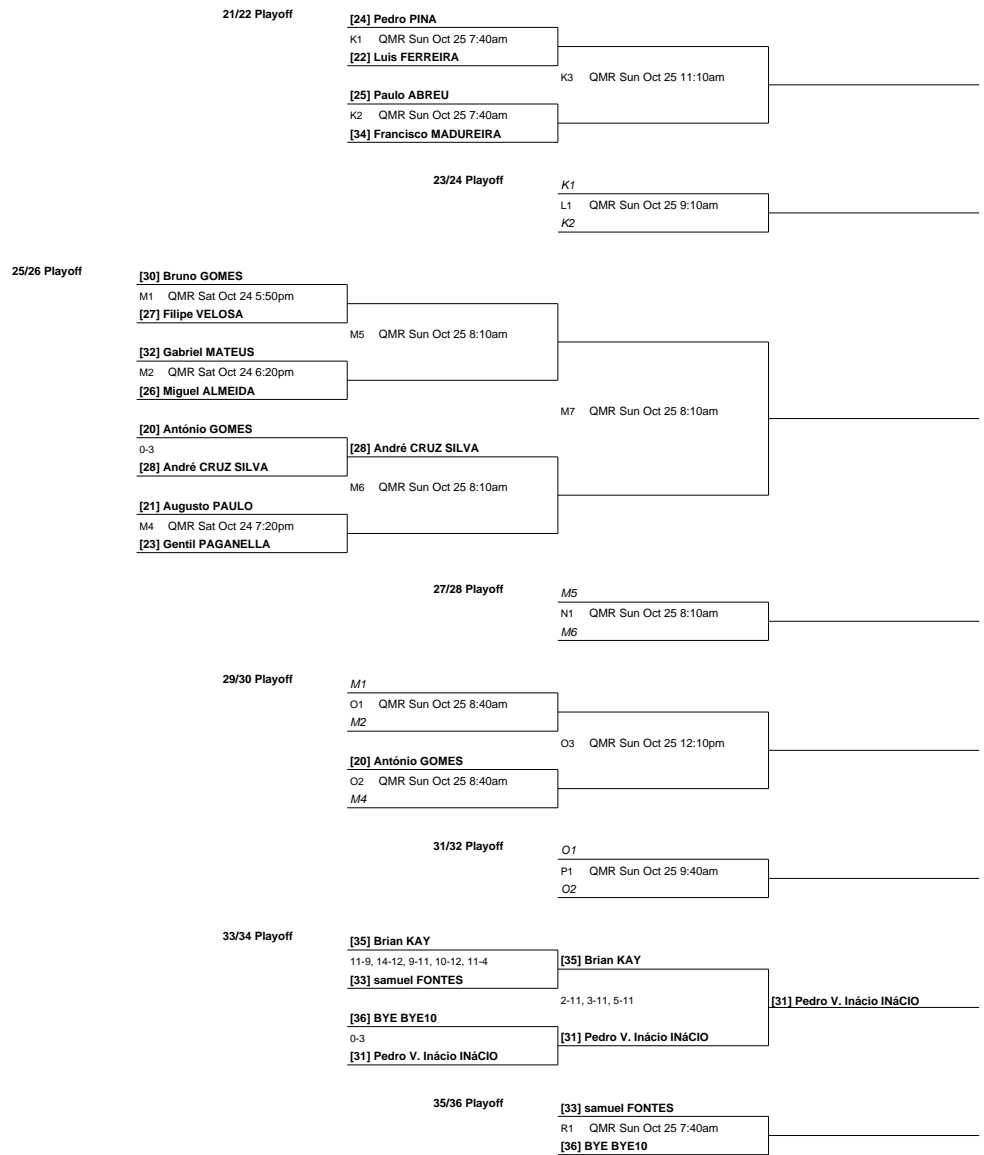 21/22 Playoff
[24] Pedro PINA
K1 QMR Sun Oct 25 7:40am
[22] Luis FERREIRA
K3 QMR Sun Oct 25 11:10am
[25] Paulo ABREU
K2 QMR Sun Oct 25 7:40am
[34] Francisco MADUREIRA
23/24 Playoff
K1
L1 QMR Sun Oct 25 9:10am
K2
25/26 Playoff
[30] Bruno GOMES
M1 QMR Sat Oct 24 5:50pm
[27] Filipe VELOSA
M5 QMR Sun Oct 25 8:10am
[32] Gabriel MATEUS
M2 QMR Sat Oct 24 6:20pm
[26] Miguel ALMEIDA
M7 QMR Sun Oct 25 8:10am
[20] António GOMES
0-3
[28] André CRUZ SILVA
[28] André CRUZ SILVA
M6 QMR Sun Oct 25 8:10am
[21] Augusto PAULO
M4 QMR Sat Oct 24 7:20pm
[23] Gentil PAGANELLA
27/28 Playoff
M5
N1 QMR Sun Oct 25 8:10am
M6
29/30 Playoff
M1
O1 QMR Sun Oct 25 8:40am
M2
O3 QMR Sun Oct 25 12:10pm
[20] António GOMES
O2 QMR Sun Oct 25 8:40am
M4
31/32 Playoff
O1
P1 QMR Sun Oct 25 9:40am
O2
33/34 Playoff
[35] Brian KAY
11-9, 14-12, 9-11, 10-12, 11-4
[35] Brian KAY
[33] samuel FONTES
2-11, 3-11, 5-11
[31] Pedro V. Inácio INáCIO
[36] BYE BYE10
0-3
[31] Pedro V. Inácio INáCIO
[31] Pedro V. Inácio INáCIO
35/36 Playoff
[33] samuel FONTES
R1 QMR Sun Oct 25 7:40am
[36] BYE BYE10